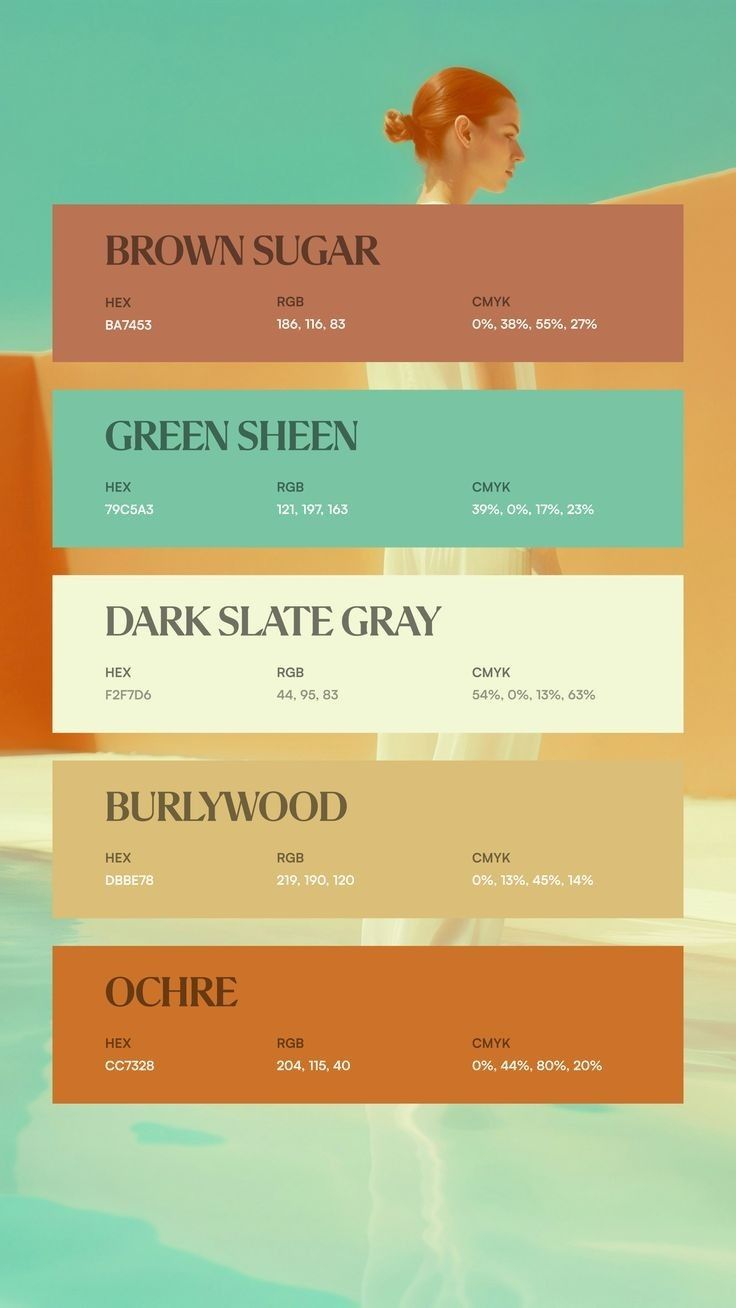 BROWN SUGAR
HEX RGB CMYK
BA7453 186, 116, 83 0%, 38%, 55%, 27%
GREEN SHEEN
HEX RGB CMYK
79C5A3 121, 197, 163 39%, 0%, 17%, 23%
DARK SLATE GRAY
HEX RGB CMYK
F2F7D6 44, 95, 83 54%, 0%, 13%, 63%
BURLYWOOD
HEX RGB CMYK
DBBE78 219, 190, 120 0%, 13%, 45%, 14%
OCHRE
HEX RGB CMYK
CC7328 204, 115, 40 0%, 44%, 80%, 20%